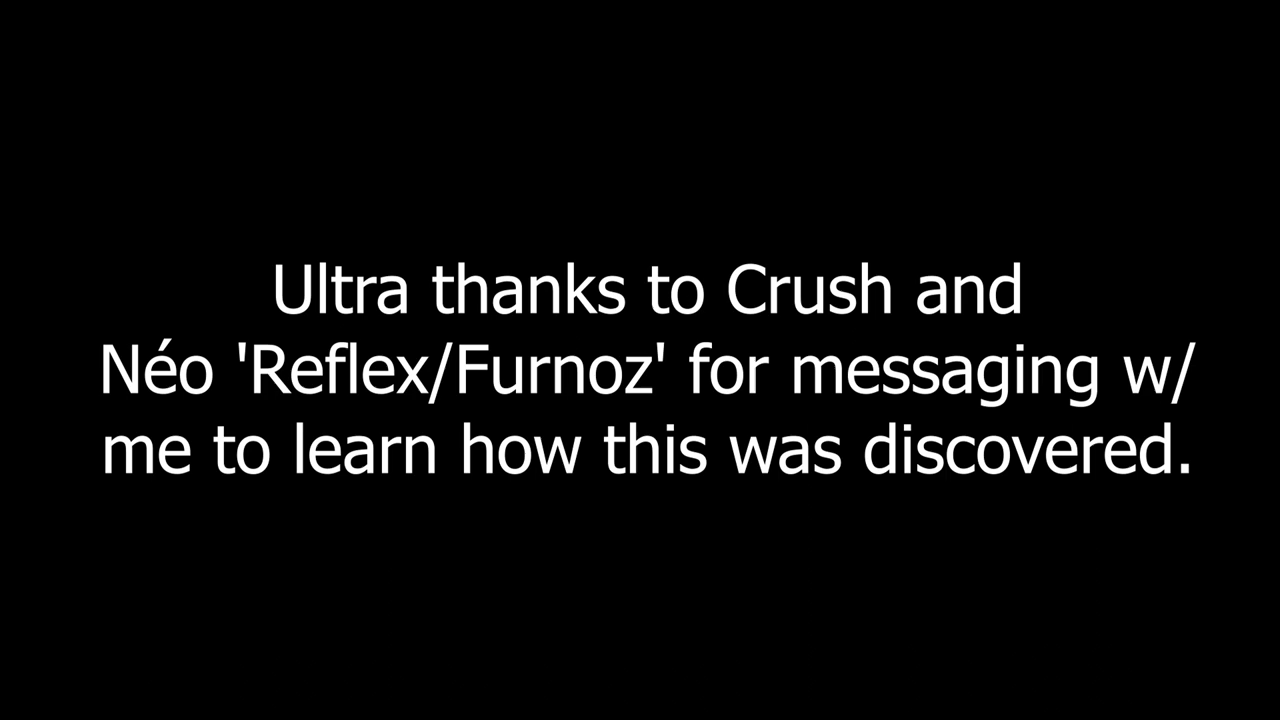 Ultra thanks to Crush and
Néo 'Reflex/Furnoz' for messaging w/
me to learn how this was discovered.